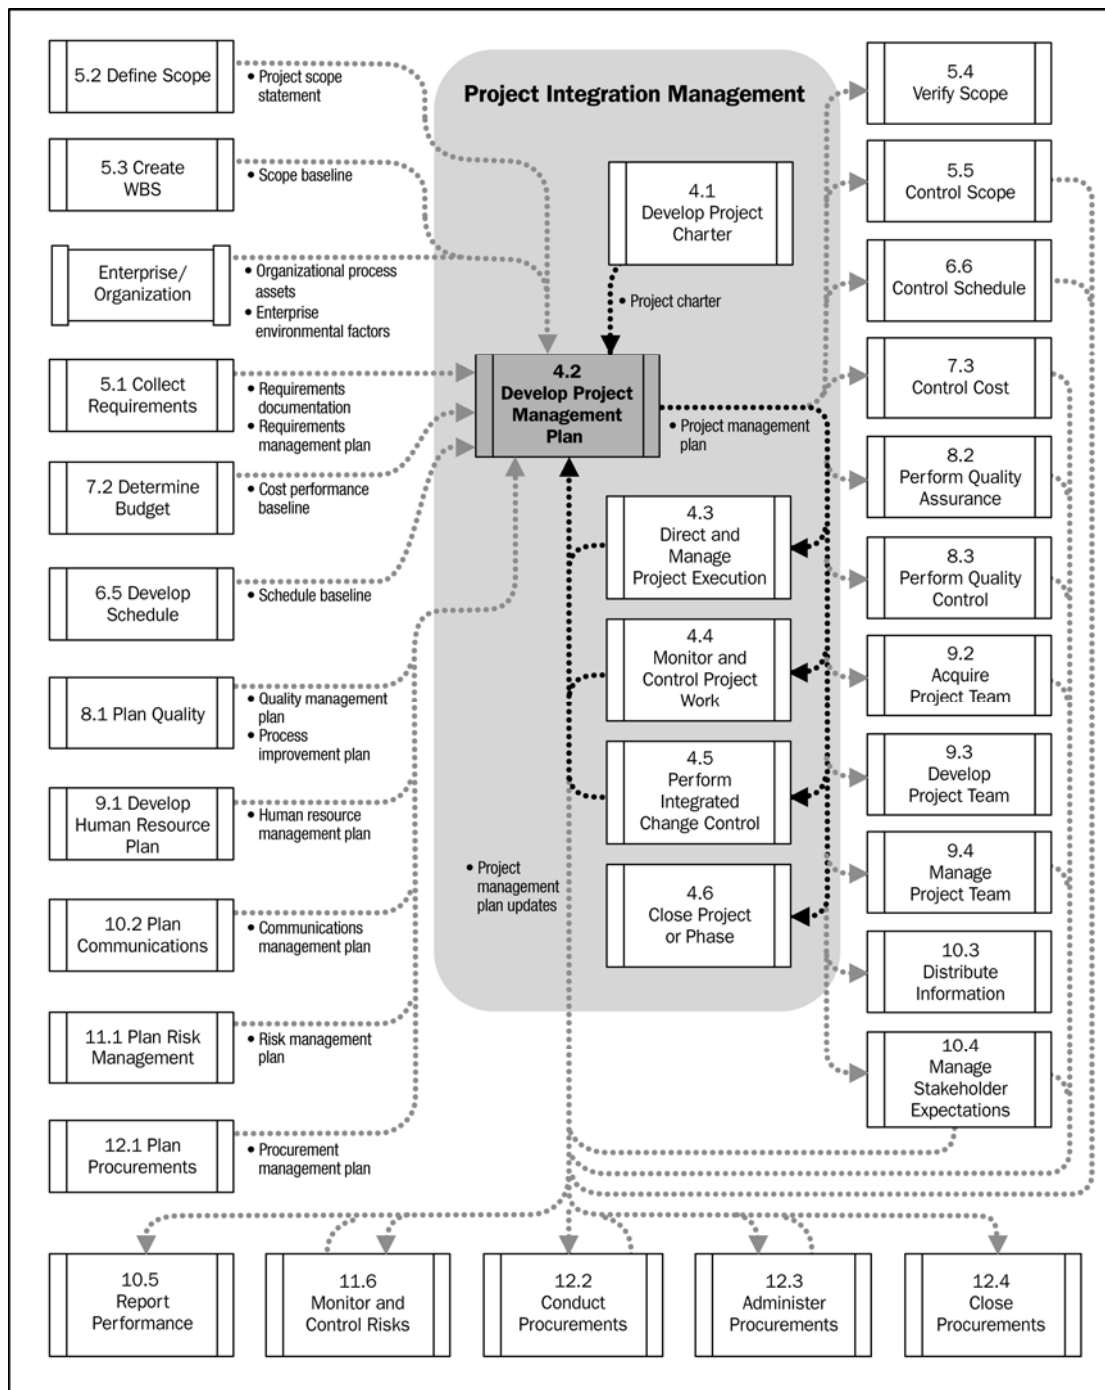 Project Integration Management
5.2 Define Scope
• Project scope
statement
5.3 Create
WBS
• Scope baseline
Enterprise/
Organization
• Organizational process
assets
• Enterprise
environmental factors
5.1 Collect
Requirements
• Requirements
documentation
• Requirements
management plan
7.2 Determine
Budget
• Cost performance
baseline
6.5 Develop
Schedule
• Schedule baseline
8.1 Plan Quality
• Quality management
plan
• Process
improvement plan
9.1 Develop
Human Resource
Plan
• Human resource
management plan
10.2 Plan
Communications
• Communications
management plan
11.1 Plan Risk
Management
• Risk management
plan
12.1 Plan
Procurements
• Procurement
management plan
4.1
Develop Project
Charter
• Project charter
4.2
Develop Project
Management
Plan
• Project management
plan
4.3
Direct and
Manage
Project Execution
4.4
Monitor and
Control Project
Work
4.5
Perform
Integrated
Change Control
• Project
management
plan updates
4.6
Close Project
or Phase
5.4
Verify Scope
5.5
Control Scope
6.6
Control Schedule
7.3
Control Cost
8.2
Perform Quality
Assurance
8.3
Perform Quality
Control
9.2
Acquire
Project Team
9.3
Develop
Project Team
9.4
Manage
Project Team
10.3
Distribute
Information
10.4
Manage
Stakeholder
Expectations
10.5
Report
Performance
11.6
Monitor and
Control Risks
12.2
Conduct
Procurements
12.3
Administer
Procurements
12.4
Close
Procurements